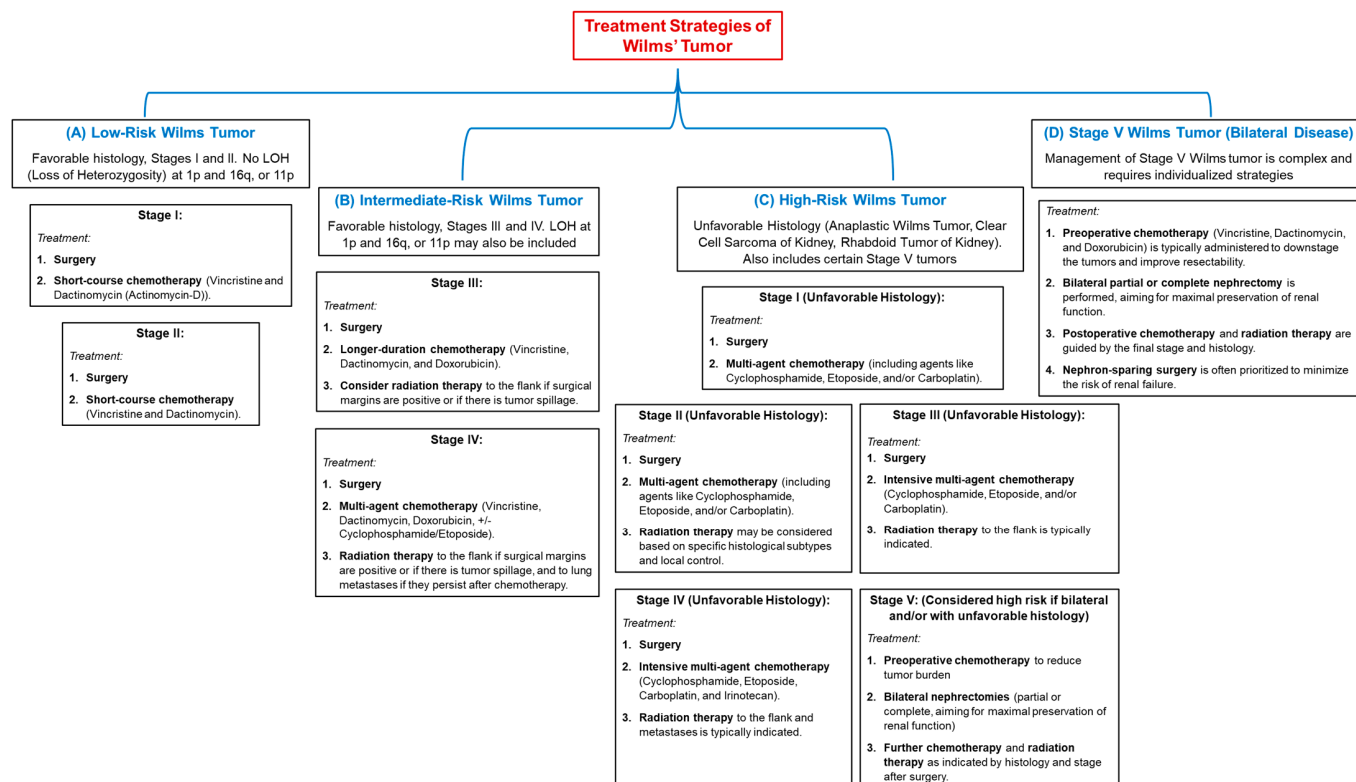 Treatment Strategies of
Wilms' Tumor
(A) Low-Risk Wilms Tumor
Favorable histology, Stages I and II. No LOH
(Loss of Heterozygosity) at 1p and 16q, or 11p
Stage I:
Treatment:
1. Surgery
2. Short-course chemotherapy (Vincristine and
Dactinomycin (Actinomycin-D)).
Stage II:
Treatment:
1. Surgery
2. Short-course chemotherapy
(Vincristine and Dactinomycin).
(B) Intermediate-Risk Wilms Tumor
Favorable histology, Stages III and IV. LOH at
1p and 16q, or 11p may also be included
Stage III:
Treatment:
1. Surgery
2. Longer-duration chemotherapy (Vincristine,
Dactinomycin, and Doxorubicin).
3. Consider radiation therapy to the flank if surgical
margins are positive or if there is tumor spillage.
Stage IV:
Treatment:
1. Surgery
2. Multi-agent chemotherapy (Vincristine,
Dactinomycin, Doxorubicin, +/-
Cyclophosphamide/Etoposide).
3. Radiation therapy to the flank if surgical margins
are positive or if there is tumor spillage, and to lung
metastases if they persist after chemotherapy.
(C) High-Risk Wilms Tumor
Unfavorable Histology (Anaplastic Wilms Tumor, Clear
Cell Sarcoma of Kidney, Rhabdoid Tumor of Kidney).
Also includes certain Stage V tumors
Stage I (Unfavorable Histology):
Treatment:
1. Surgery
2. Multi-agent chemotherapy (including agents like
Cyclophosphamide, Etoposide, and/or Carboplatin).
Stage II (Unfavorable Histology):
Treatment:
1. Surgery
2. Multi-agent chemotherapy (including
agents like Cyclophosphamide,
Etoposide, and/or Carboplatin).
3. Radiation therapy may be considered
based on specific histological subtypes
and local control.
Stage III (Unfavorable Histology):
Treatment:
1. Surgery
2. Intensive multi-agent chemotherapy
(Cyclophosphamide, Etoposide, and/or
Carboplatin).
3. Radiation therapy to the flank is typically
indicated.
Stage IV (Unfavorable Histology):
Treatment:
1. Surgery
2. Intensive multi-agent chemotherapy
(Cyclophosphamide, Etoposide,
Carboplatin, and Irinotecan).
3. Radiation therapy to the flank and
metastases is typically indicated.
Stage V: (Considered high risk if bilateral
and/or with unfavorable histology)
Treatment:
1. Preoperative chemotherapy to reduce
tumor burden
2. Bilateral nephrectomies (partial or
complete, aiming for maximal preservation of
renal function)
3. Further chemotherapy and radiation
therapy as indicated by histology and stage
after surgery.
(D) Stage V Wilms Tumor (Bilateral Disease)
Management of Stage V Wilms tumor is complex and
requires individualized strategies
Treatment:
1. Preoperative chemotherapy (Vincristine, Dactinomycin,
and Doxorubicin) is typically administered to downstage
the tumors and improve resectability.
2. Bilateral partial or complete nephrectomy is
performed, aiming for maximal preservation of renal
function.
3. Postoperative chemotherapy and radiation therapy are
guided by the final stage and histology.
4. Nephron-sparing surgery is often prioritized to minimize
the risk of renal failure.